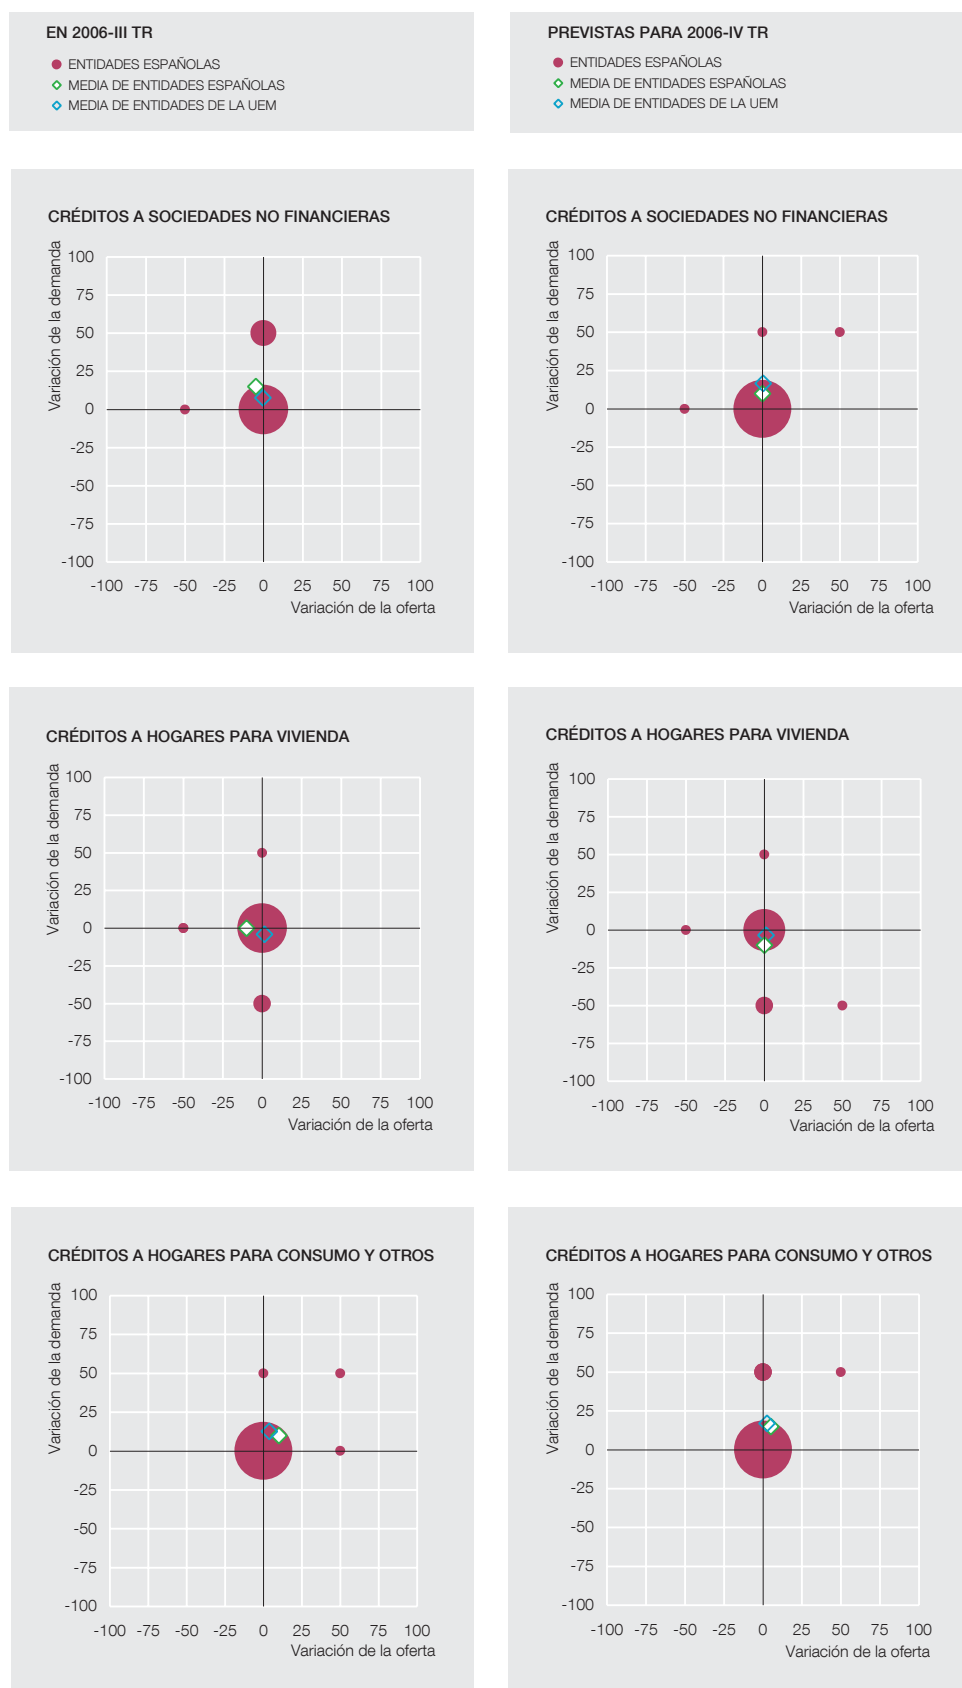 EN 2006-III TR
ENTIDADES ESPAÑOLAS
MEDIA DE ENTIDADES ESPAÑOLAS
MEDIA DE ENTIDADES DE LA UEM
PREVISTAS PARA 2006-IV TR
ENTIDADES ESPAÑOLAS
MEDIA DE ENTIDADES ESPAÑOLAS
MEDIA DE ENTIDADES DE LA UEM
CRÉDITOS A SOCIEDADES NO FINANCIERAS
Variación de la demanda
100
75
50
25
0
-25
-50
-75
-100
-100 -75 -50 -25 0 25 50 75 100
Variación de la oferta
CRÉDITOS A SOCIEDADES NO FINANCIERAS
Variación de la demanda
100
75
50
25
0
-25
-50
-75
-100
-100 -75 -50 -25 0 25 50 75 100
Variación de la oferta
CRÉDITOS A HOGARES PARA VIVIENDA
Variación de la demanda
100
75
50
25
0
-25
-50
-75
-100
-100 -75 -50 -25 0 25 50 75 100
Variación de la oferta
CRÉDITOS A HOGARES PARA VIVIENDA
Variación de la demanda
100
75
50
25
0
-25
-50
-75
-100
-100 -75 -50 -25 0 25 50 75 100
Variación de la oferta
CRÉDITOS A HOGARES PARA CONSUMO Y OTROS
Variación de la demanda
100
75
50
25
0
-25
-50
-75
-100
-100 -75 -50 -25 0 25 50 75 100
Variación de la oferta
CRÉDITOS A HOGARES PARA CONSUMO Y OTROS
Variación de la demanda
100
75
50
25
0
-25
-50
-75
-100
-100 -75 -50 -25 0 25 50 75 100
Variación de la oferta